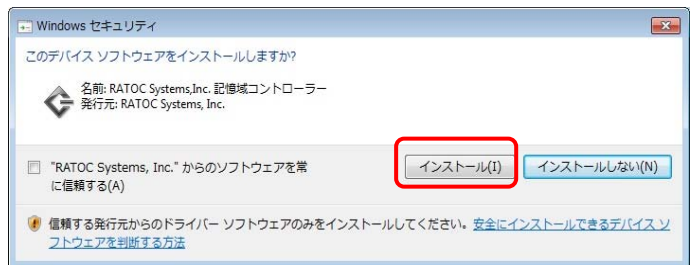 Windows セキュリティ
このデバイス ソフトウェアをインストールしますか?
名前: RATOC Systems,Inc. 記憶域コントローラー
発行元: RATOC Systems, Inc.
"RATOC Systems, Inc." からのソフトウェアを常
に信頼する(A)
インストール(I)
インストールしない(N)
信頼する発行元からのドライバー ソフトウェアのみをインストールしてください。安全にインストールできるデバイス ソ
フトウェアを判断する方法